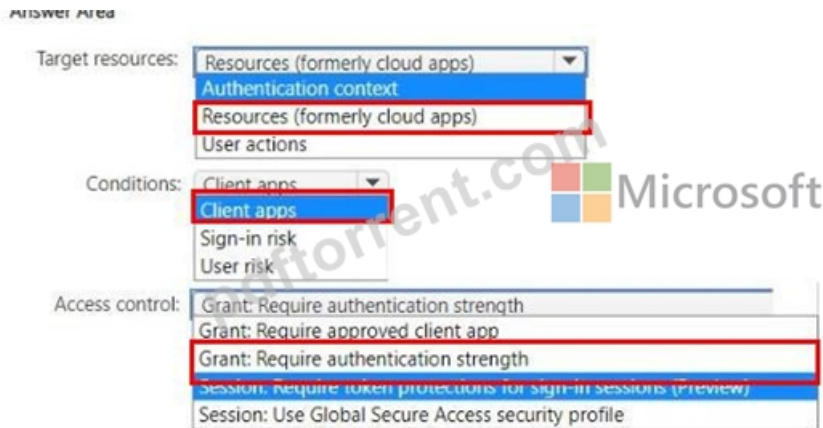 Answer Area
Target resources: Resources (formerly cloud apps)
Authentication context
Resources (formerly cloud apps)
User actions
Conditions: Client apps
Client apps
Sign-in risk
User risk
Microsoft
pdftorrent.com
Access control: Grant: Require authentication strength
Grant: Require approved client app
Grant: Require authentication strength
Session: Require token protections for sign-in sessions (Preview)
Session: Use Global Secure Access security profile